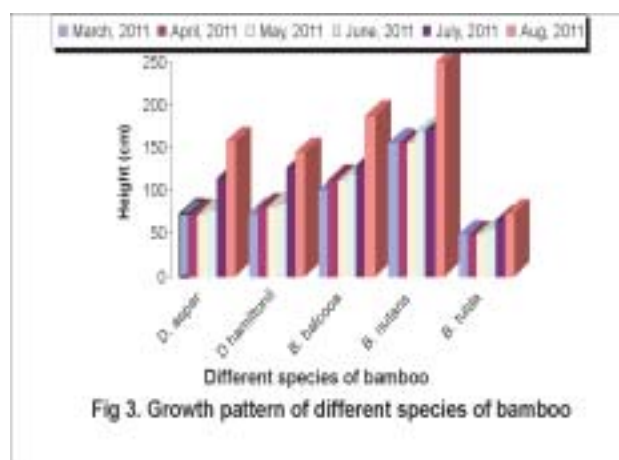 March, 2011 April, 2011 May, 2011 June, 2011 July, 2011 Aug, 2011
250
200
150
100
50
0
Height (cm)
D. asper
D hamiltonii
B. balcooa
B. nutans
B. tulda
Different species of bamboo
Fig 3. Growth pattern of different species of bamboo